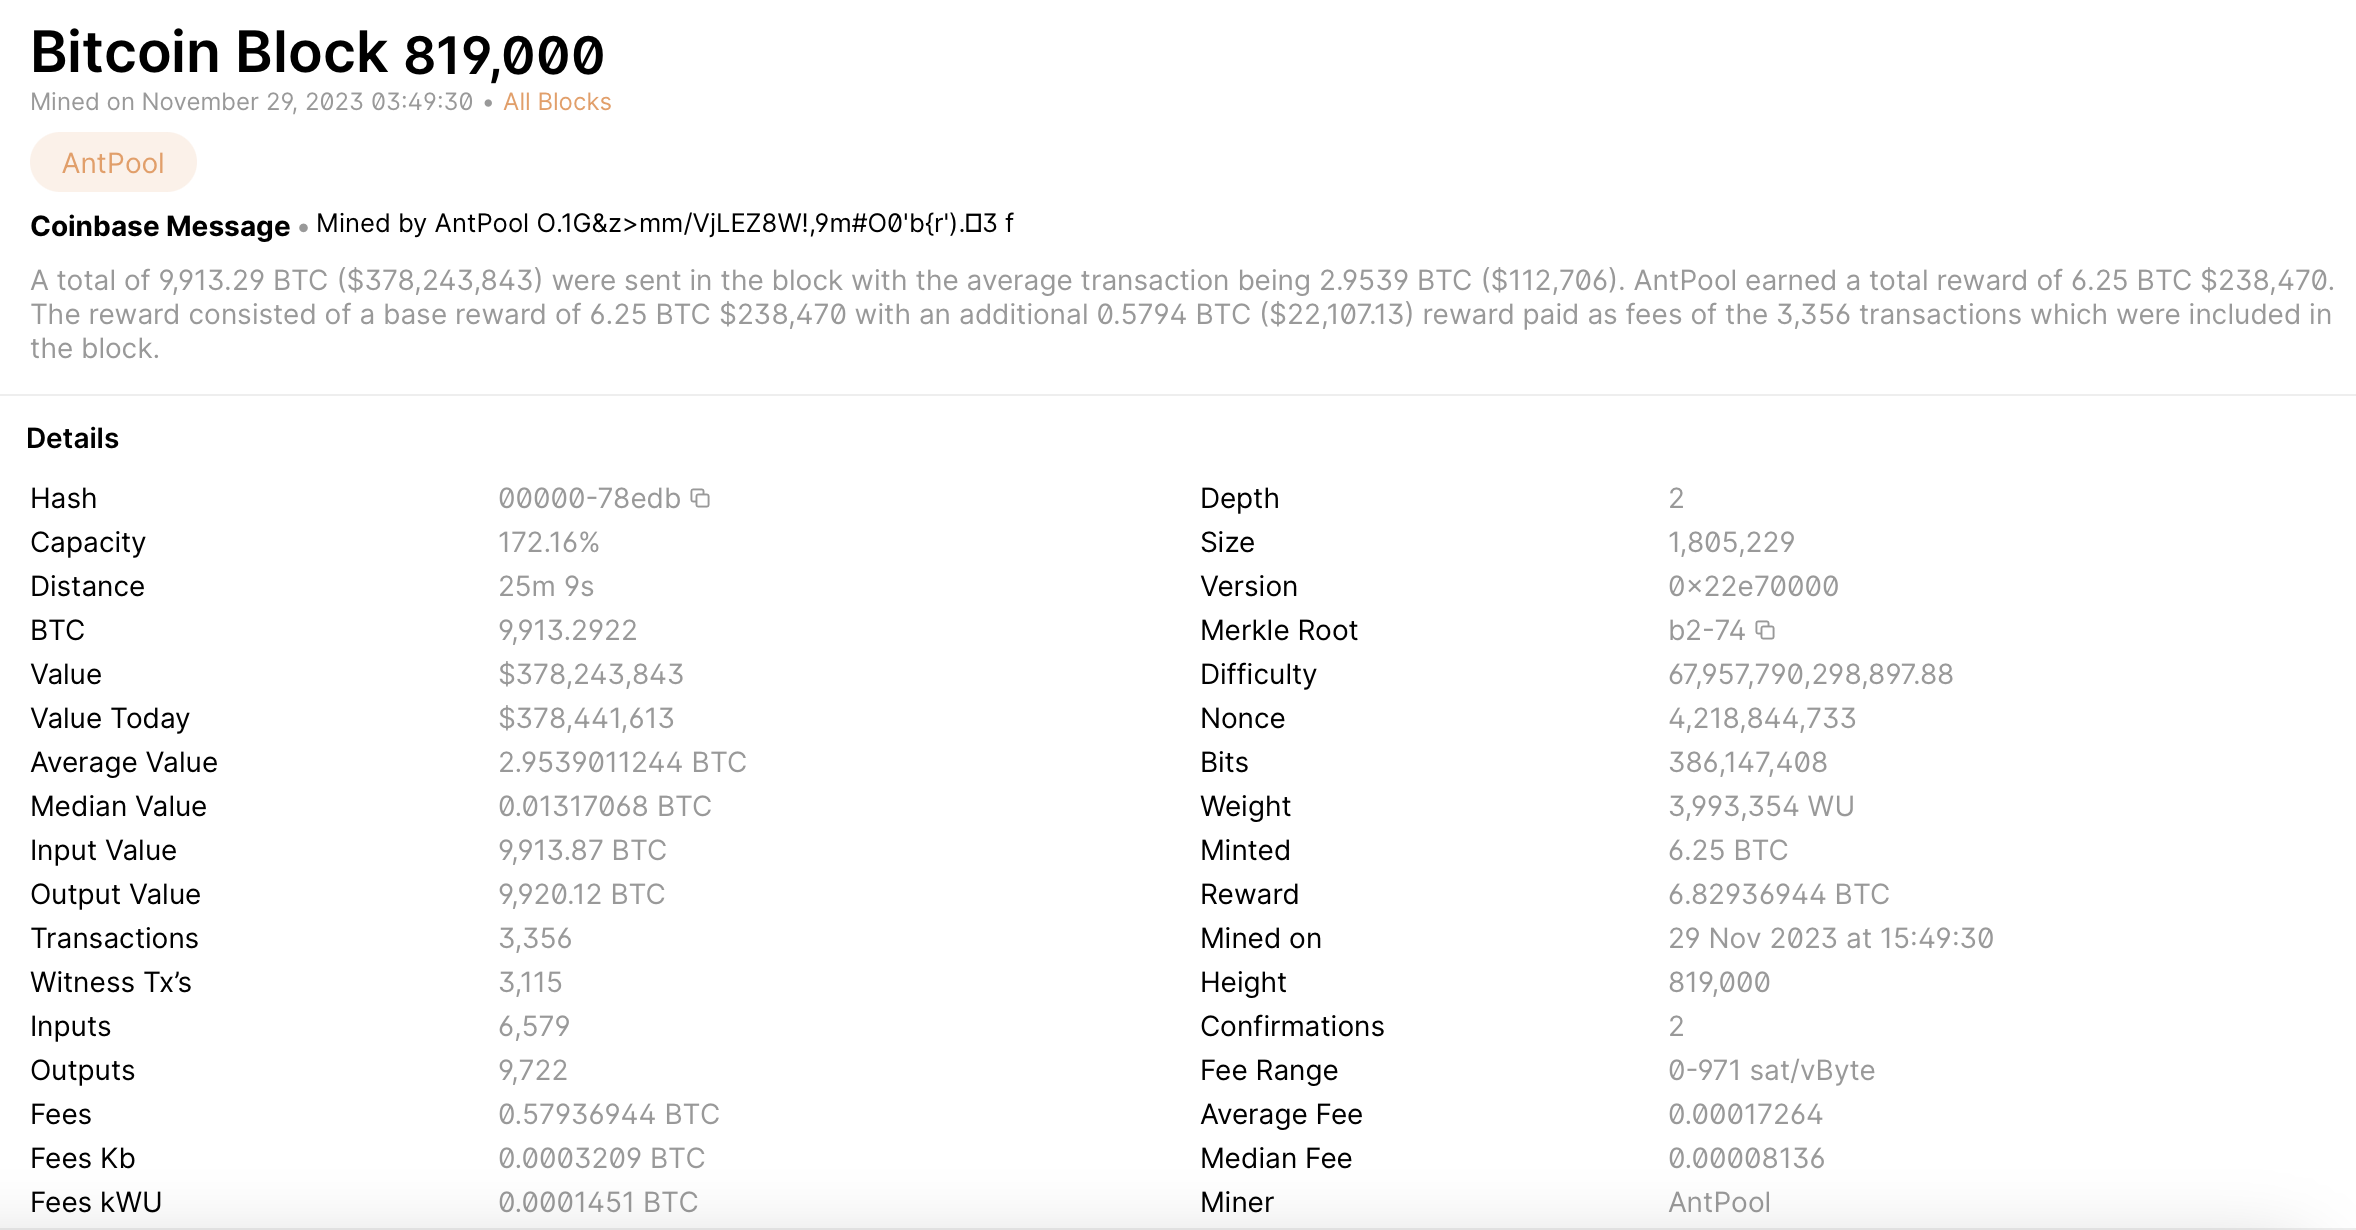 Bitcoin Block 819,000
Mined on November 29, 2023 03:49:30 • All Blocks
AntPool
Coinbase Message • Mined by AntPool O.1G&z>mm/VjLEZ8W!,9m#O0'b{r').□3 f
A total of 9,913.29 BTC ($378,243,843) were sent in the block with the average transaction being 2.9539 BTC ($112,706). AntPool earned a total reward of 6.25 BTC $238,470.
The reward consisted of a base reward of 6.25 BTC $238,470 with an additional 0.5794 BTC ($22,107.13) reward paid as fees of the 3,356 transactions which were included in
the block.
Details
Hash 00000-78edb Depth 2
Capacity 172.16% Size 1,805,229
Distance 25m 9s Version 0×22e70000
BTC 9,913.2922 Merkle Root b2-74
Value $378,243,843 Difficulty 67,957,790,298,897.88
Value Today $378,441,613 Nonce 4,218,844,733
Average Value 2.9539011244 BTC Bits 386,147,408
Median Value 0.01317068 BTC Weight 3,993,354 WU
Input Value 9,913.87 BTC Minted 6.25 BTC
Output Value 9,920.12 BTC Reward 6.82936944 BTC
Transactions 3,356 Mined on 29 Nov 2023 at 15:49:30
Witness Tx’s 3,115 Height 819,000
Inputs 6,579 Confirmations 2
Outputs 9,722 Fee Range 0-971 sat/vByte
Fees 0.57936944 BTC Average Fee 0.00017264
Fees Kb 0.0003209 BTC Median Fee 0.00008136
Fees kWU 0.0001451 BTC Miner AntPool